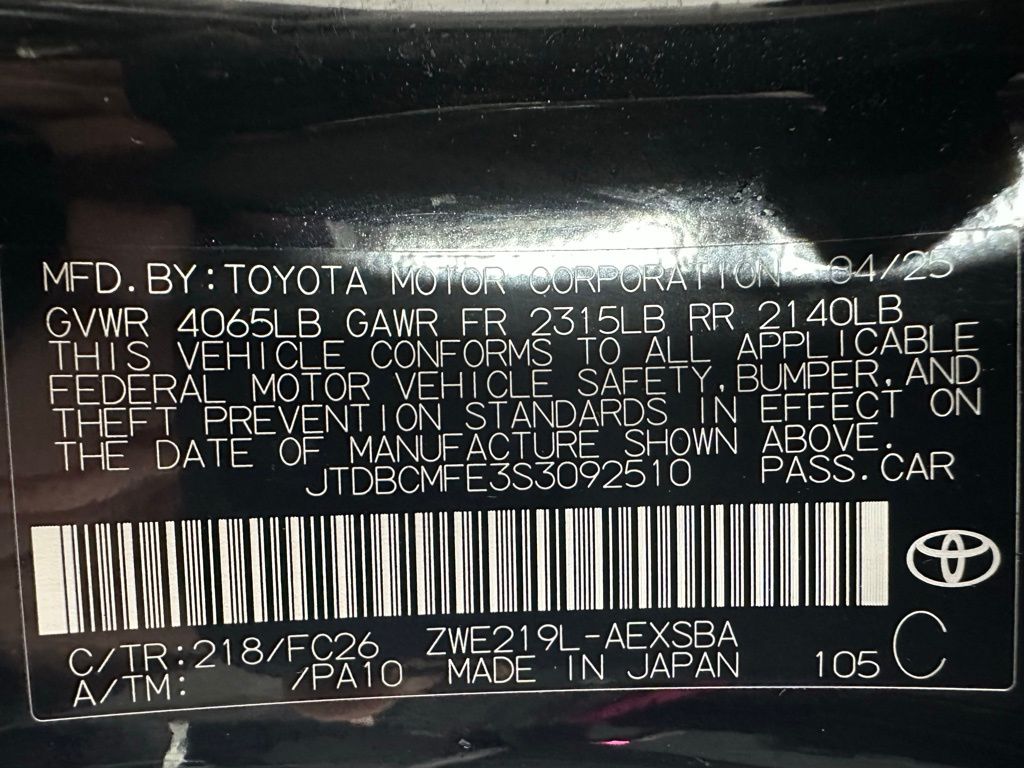 MFD.BY:TOYOTA MOTOR CORPORATION 04/25
GVWR 4065LB GAWR FR 2315LB RR 2140LB
THIS VEHICLE CONFORMS TO ALL APPLICABLE
FEDERAL MOTOR VEHICLE SAFETY,BUMPER,AND
THEFT PREVENTION STANDARDS IN EFFECT ON
THE DATE OF MANUFACTURE SHOWN ABOVE.
JTDBCMFE3S3092510 PASS.CAR
C/TR:218/FC26 ZWE219L-AEXSBA
A/TM: /PA10 MADE IN JAPAN 105 C